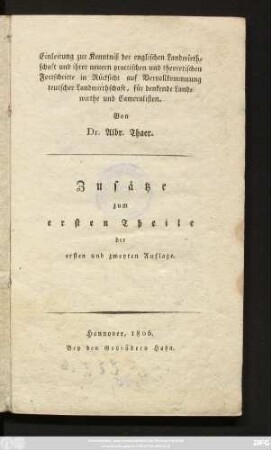 Einleitung zur Kenntniß der englischen Landwirth-
schaft und ihrer neuern practischen und theoretischen
Fortschritte in Rücksicht auf Vervollkommnung
teutscher Landwirthschaft, für denkende Land-
wirthe und Cameralisten.
Von
Dr. Albr. Thaer.
Zusätze
zum
ersten Theile
der
ersten und zweyten Auflage.
Hannover, 1806.
Bey den Gebrüdern Hahn.